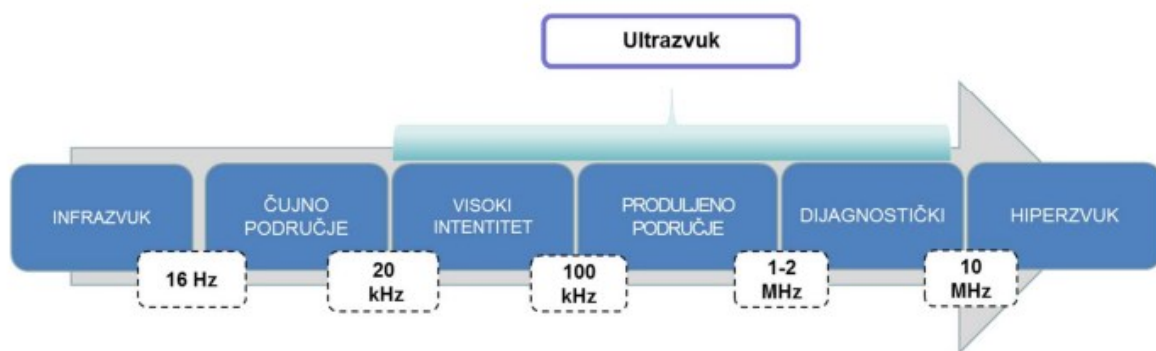 Ultrazvuk
INFRAZVUK
ČUJNO
PODRUČJE
VISOKI
INTENTITET
PRODULJENO
PODRUČJE
DIJAGNOSTIČKI
HIPERZVUK
16 Hz
20
kHz
100
kHz
1-2
MHz
10
MHz